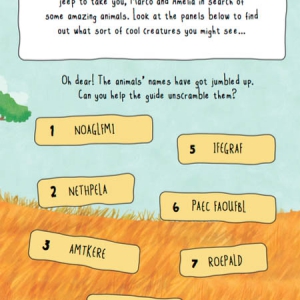 jeep to take you, Marco and Amelia in search of
some amazing animals. Look at the panels below to find
out what sort of cool creatures you might see...
Oh dear! The animals' names have got jumbled up.
Can you help the guide unscramble them?
1 NOAGLFMI
5 IFEGRAF
2 NETHPELA
6 PAEC FAOUFBL
3 AMTKERE
7 ROEPALD